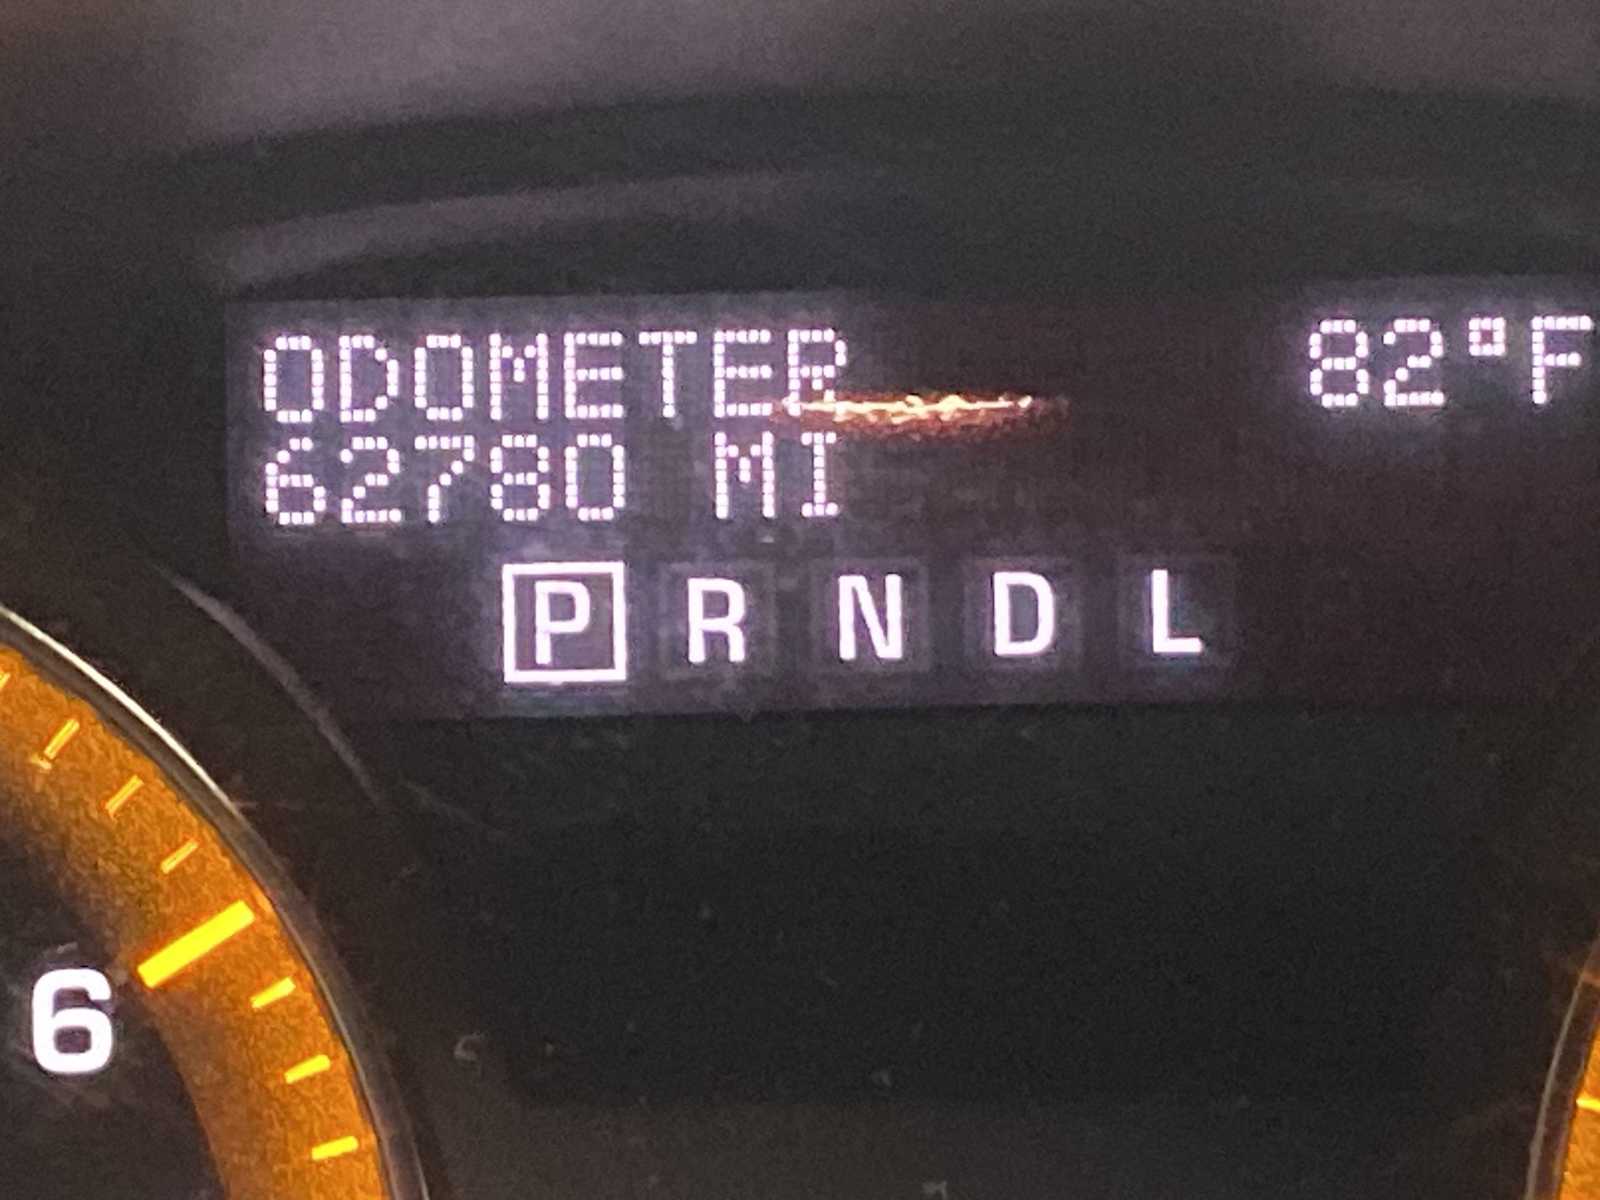 ODOMETER 82°F
62780 MI
P R N D L
6